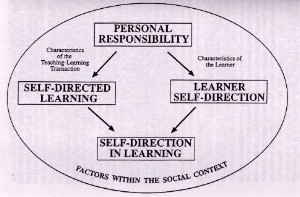 PERSONAL
RESPONSIBILITY
Characteristics
of the
Teaching-Learning
Transaction
Characteristics of
the Learner
SELF-DIRECTED
LEARNING
LEARNER
SELF-DIRECTION
SELF-DIRECTION
IN LEARNING
FACTORS WITHIN THE SOCIAL CONTEXT